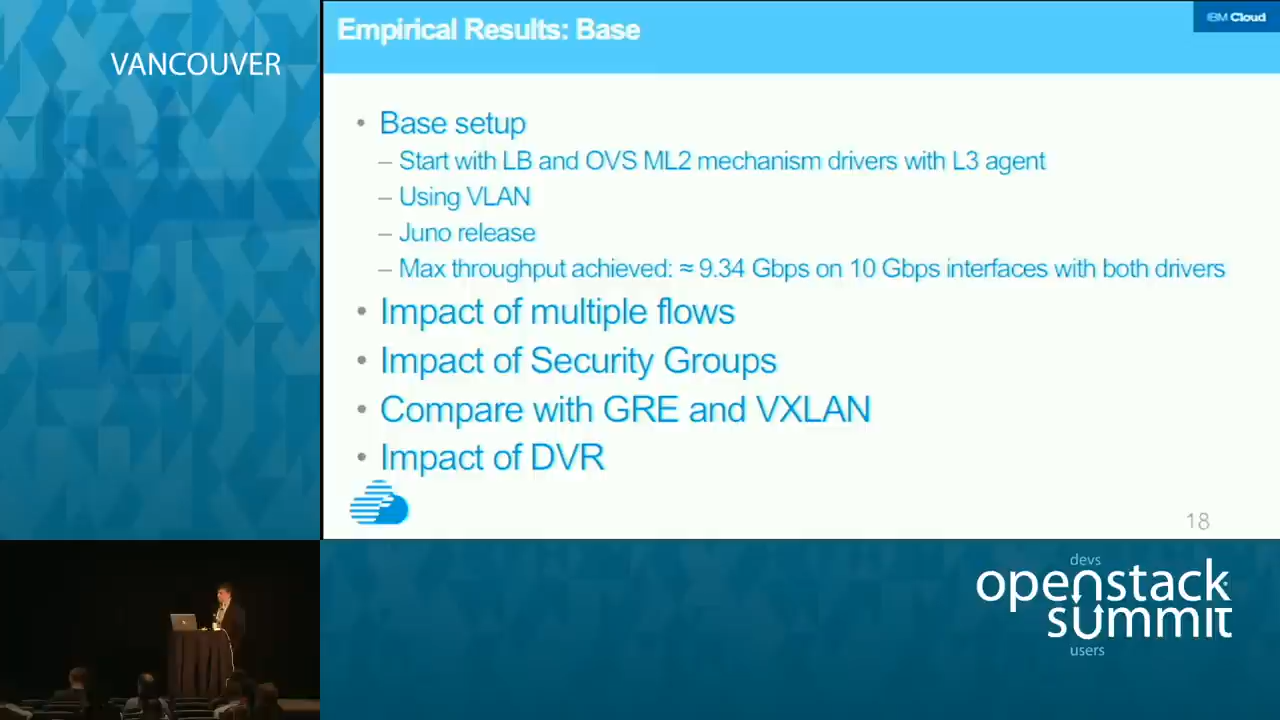 VANCOUVER
Empirical Results: Base
IBM Cloud
• Base setup
– Start with LB and OVS ML2 mechanism drivers with L3 agent
– Using VLAN
– Juno release
– Max throughput achieved: ≈ 9.34 Gbps on 10 Gbps interfaces with both drivers
• Impact of multiple flows
• Impact of Security Groups
• Compare with GRE and VXLAN
• Impact of DVR
18
devs
openstack
summit
users